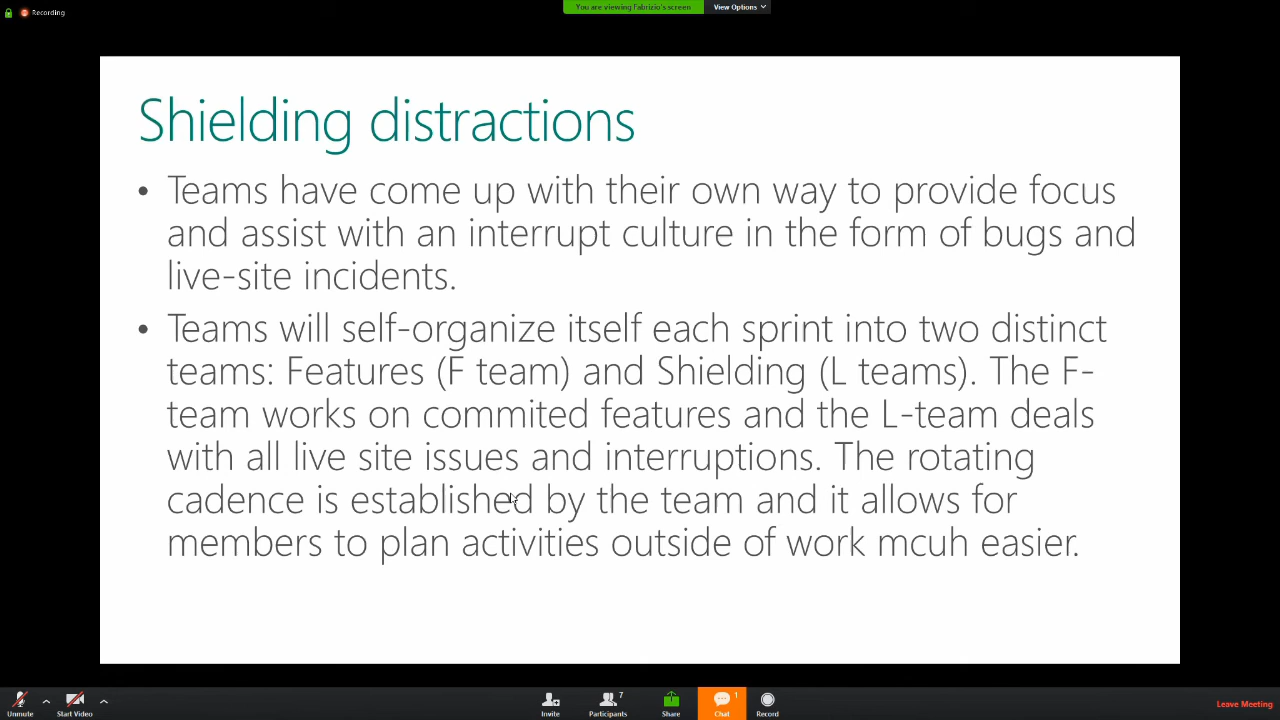 Recording
You are viewing Fabrizio's screen
View Options
Shielding distractions
• Teams have come up with their own way to provide focus
and assist with an interrupt culture in the form of bugs and
live-site incidents.
• Teams will self-organize itself each sprint into two distinct
teams: Features (F team) and Shielding (L teams). The F-
team works on commited features and the L-team deals
with all live site issues and interruptions. The rotating
cadence is established by the team and it allows for
members to plan activities outside of work mcuh easier.
Unmute
Start Video
Invite
7
Participants
Share
1
Chat
Record
Leave Meeting